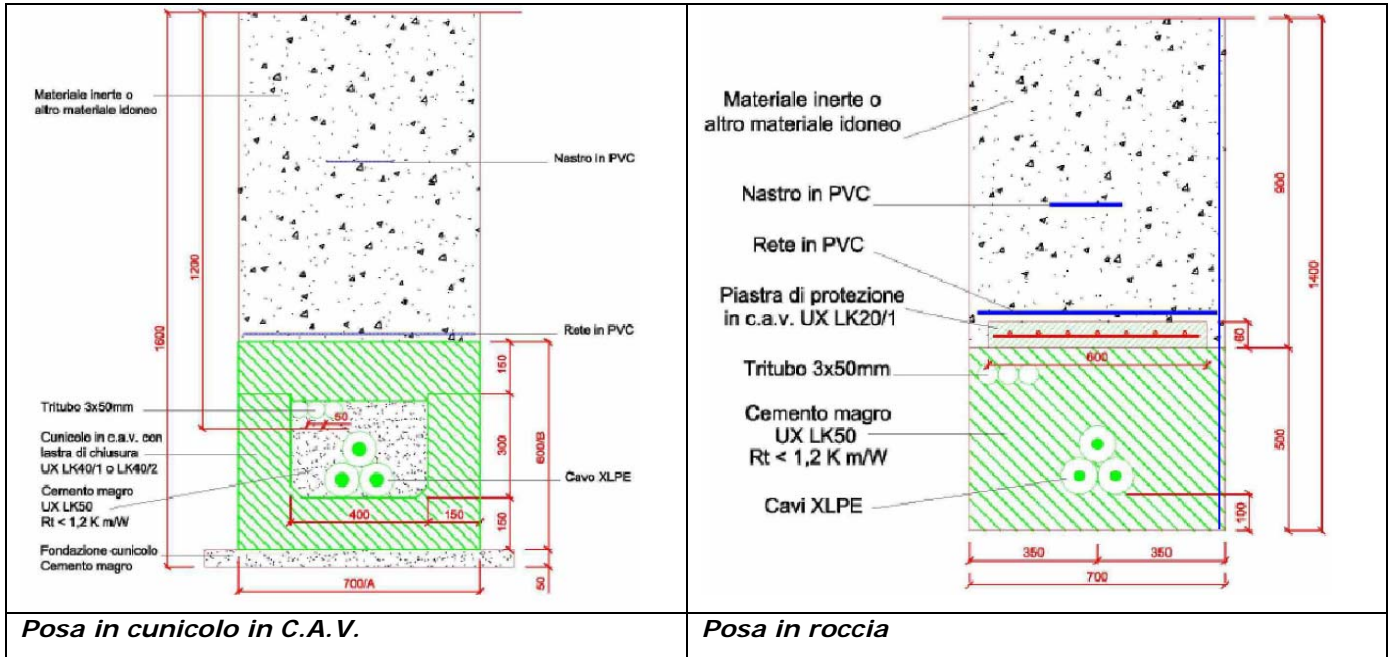 Materiale inerte o
altro materiale idoneo
Nastro in PVC
1200
1600
Rete in PVC
150
Tritubo 3x50mm
50
Cunicolo in c.a.v. con
lastra di chiusura
UX LK40/1 o LK40/2
300
600/B
Cemento magro
UX LK50
Rt < 1,2 K m/W
Cavo XLPE
400
150
150
Fondazione cunicolo
Cemento magro
700/A
50
Posa in cunicolo in C.A.V.
Materiale inerte o
altro materiale idoneo
900
1400
Nastro in PVC
Rete in PVC
Piastra di protezione
in c.a.v. UX LK20/1
60
600
Tritubo 3x50mm
Cemento magro
UX LK50
Rt < 1,2 K m/W
500
Cavi XLPE
100
350
350
700
Posa in roccia